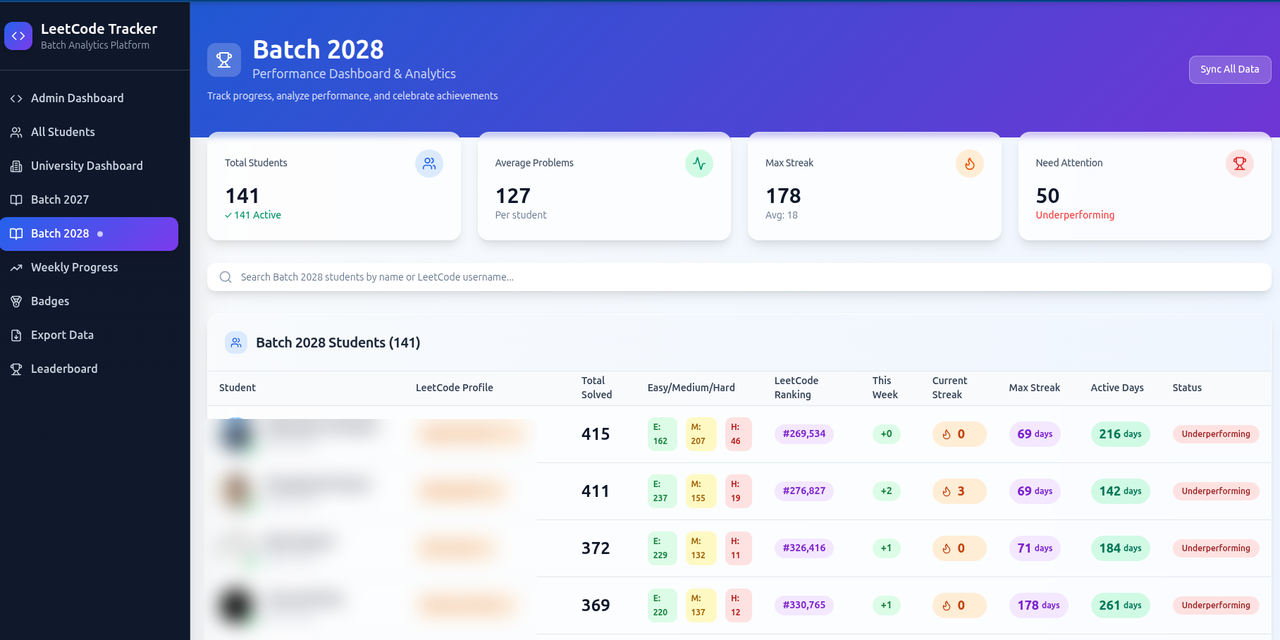 LeetCode Tracker
Batch Analytics Platform
Admin Dashboard
All Students
University Dashboard
Batch 2027
Batch 2028
Weekly Progress
Badges
Export Data
Leaderboard
Batch 2028
Performance Dashboard & Analytics
Track progress, analyze performance, and celebrate achievements
Sync All Data
Total Students
141
✓ 141 Active
Average Problems
127
Per student
Max Streak
178
Avg: 18
Need Attention
50
Underperforming
Search Batch 2028 students by name or LeetCode username...
Batch 2028 Students (141)
Student LeetCode Profile Total Solved Easy/Medium/Hard LeetCode Ranking This Week Current Streak Max Streak Active Days Status
415 E: 162 M: 207 H: 46 #269,534 +0 0 69 days 216 days Underperforming
411 E: 237 M: 155 H: 19 #276,827 +2 3 69 days 142 days Underperforming
372 E: 229 M: 132 H: 11 #326,416 +1 0 71 days 184 days Underperforming
369 E: 220 M: 137 H: 12 #330,765 +1 0 178 days 261 days Underperforming